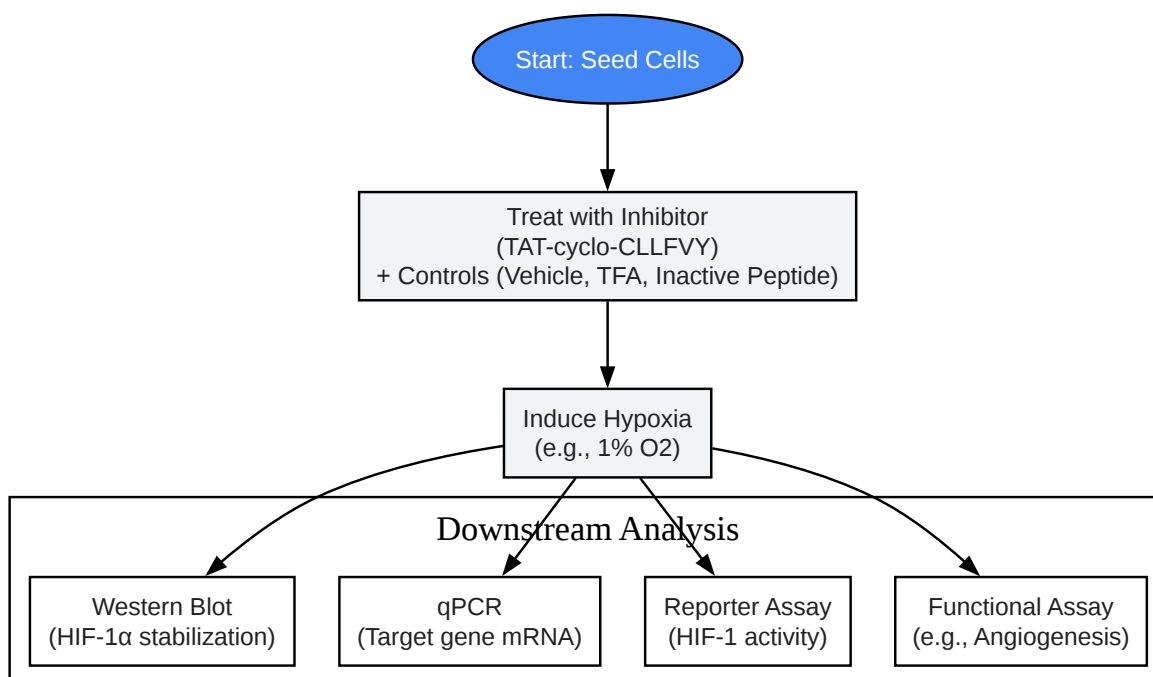 Start: Seed Cells
Treat with Inhibitor
(TAT-cyclo-CLLFVY)
+ Controls (Vehicle, TFA, Inactive Peptide)
Induce Hypoxia
(e.g., 1% O2)
Downstream Analysis
Western Blot
(HIF-1α stabilization)
qPCR
(Target gene mRNA)
Reporter Assay
(HIF-1 activity)
Functional Assay
(e.g., Angiogenesis)